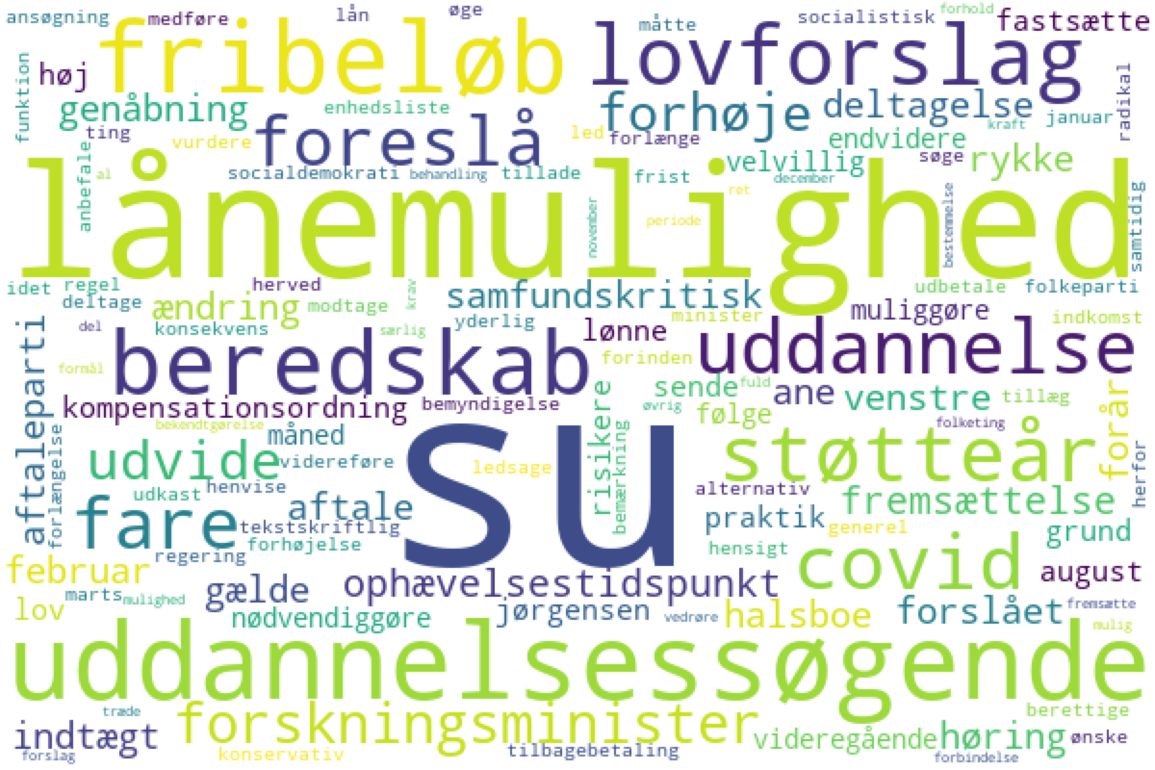 ansøgning
medføre
lån
øge
måtte
socialistisk
forhold
fastsætte
høj
fribeløb
lovforslag
funktion
genåbning
enhedsliste
forhøje
deltagelse
januar
radikal
ting
vurdere
foreslå
led
forlænge
endvidere
kraft
anbefale
al
socialdemokrati
behandling
tillade
frist
velvillig
december
søge
rykke
lånemulighed
november
periode
ret
bestemmelse
samtidig
idet
regel
herved
udbetale
folkeparti
deltage
ændring
modtage
krav
samfundskritisk
minister
muliggøre
indkomst
del
konsekvens
særlig
yderlig
lønne
uddannelse
formål
beredskab
forinden
aftaleparti
kompensationsordning
bemyndigelse
risikere
sende
fuld
ane
venstre
tillæg
forår
bekendtgørelse
måned
øvrig
følge
folketing
støtteår
forlængelse
udvide
videreføre
su
ledsage
bemærkning
herfor
udkast
henvise
alternativ
fremsættelse
fare
aftale
tekstskriftlig
praktik
generel
grund
regering
forhøjelse
hensigt
covid
februar
gælde
ophævelsestidspunkt
august
marts
mulighed
lov
nødvendiggøre
jørgensen
vedrøre
halsboe
forslået
fremsætte
mulig
uddannelsessøgende
træde
forskningsminister
berettige
indtægt
videregående
høring
ønske
forslag
konservativ
tilbagebetaling
forbindelse